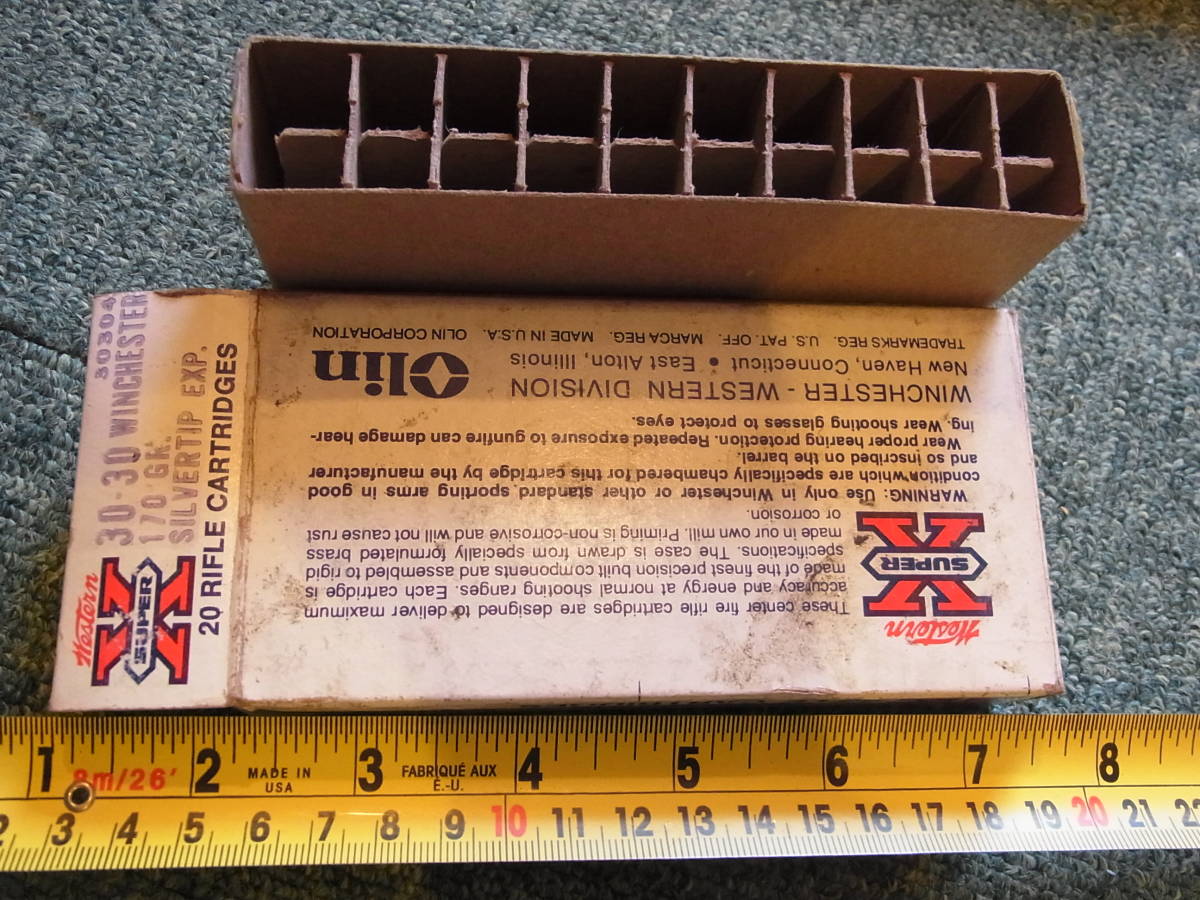 30304
30-30 WINCHESTER
170 GR.
SILVERTIP EXP.
20 RIFLE CARTRIDGES
Western
SUPER
X
Western
SUPER
X
These center fire rifle cartridges are designed to deliver maximum
accuracy and energy at normal shooting ranges. Each cartridge is
made of the finest precision built components and assembled to rigid
specifications. The case is drawn from specially formulated brass
made in our own mill. Priming is non-corrosive and will not cause rust
or corrosion.
WARNING: Use only in Winchester or other standard sporting arms in good
condition which are specifically chambered for this cartridge by the manufacturer
and so inscribed on the barrel.
Wear proper hearing protection. Repeated exposure to gunfire can damage hear-
ing. Wear shooting glasses to protect eyes.
WINCHESTER - WESTERN DIVISION
New Haven, Connecticut • East Alton, Illinois
Olin
TRADEMARKS REG. U.S. PAT. OFF. MARCA REG. MADE IN U.S.A. OLIN CORPORATION
1 2 3 4 5 6 7 8
8m/26'
MADE IN
USA
FABRIQUÉ AUX
É.-U.
2 3 4 5 6 7 8 9 10 11 12 13 14 15 16 17 18 19 20 21 22